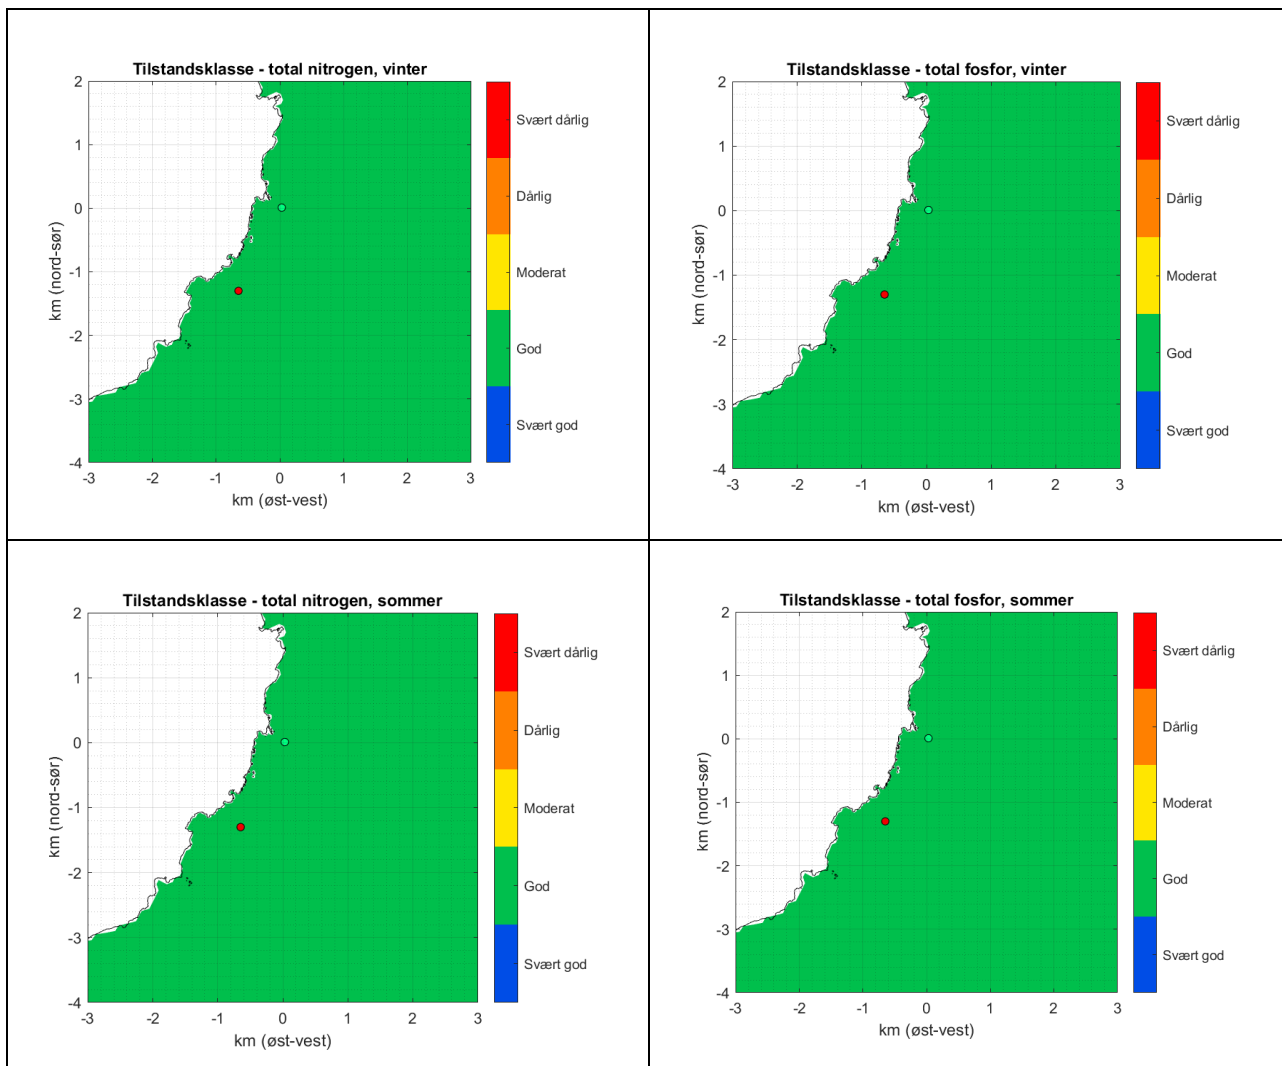 Tilstandsklasse - total nitrogen, vinter
2
1
0
-1
-2
-3
-4
km (nord-sør)
-3 -2 -1 0 1 2 3
km (øst-vest)
Svært dårlig
Dårlig
Moderat
God
Svært god
Tilstandsklasse - total fosfor, vinter
2
1
0
-1
-2
-3
-4
km (nord-sør)
-3 -2 -1 0 1 2 3
km (øst-vest)
Svært dårlig
Dårlig
Moderat
God
Svært god
Tilstandsklasse - total nitrogen, sommer
2
1
0
-1
-2
-3
-4
km (nord-sør)
-3 -2 -1 0 1 2 3
km (øst-vest)
Svært dårlig
Dårlig
Moderat
God
Svært god
Tilstandsklasse - total fosfor, sommer
2
1
0
-1
-2
-3
-4
km (nord-sør)
-3 -2 -1 0 1 2 3
km (øst-vest)
Svært dårlig
Dårlig
Moderat
God
Svært god